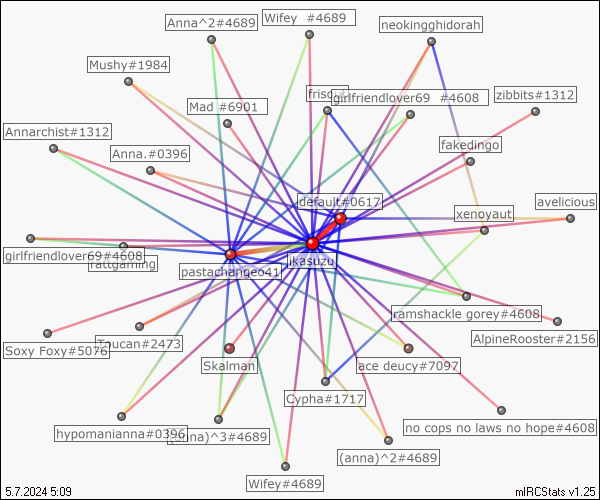 Wifey #4689
Anna^2#4689
neokingghidorah
Mushy#1984
zibbits#1312
girlfriendlover69 #4608
Mad #6901
Annarchist#1312
fakedingo
Anna.#0396
default#0617
avelicious
xenoyaut
girlfriendlover69#4608
rattgaming
jikasuzu
pastachangeo41
ramshackle gorey#4608
AlpineRooster#2156
Toucan#2473
Soxy Foxy#5076
Skalman
ace deucy#7097
Cypha#1717
no cops no laws no hope#4608
hypomanianna#0396
(anna)^3#4689
(anna)^2#4689
Wifey#4689
5.7.2024 5:09
mIRCStats v1.25